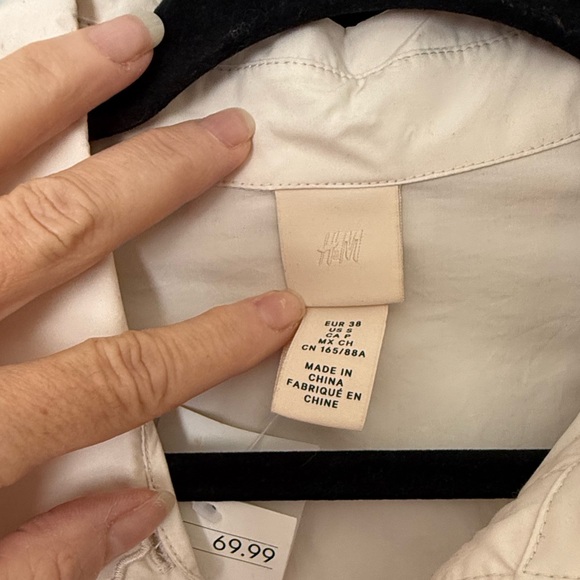 H&M
EUR 38
US S
CA P
MX CH
CN 165/88A
MADE IN
CHINA
FABRIQUÉ EN
CHINE
69.99